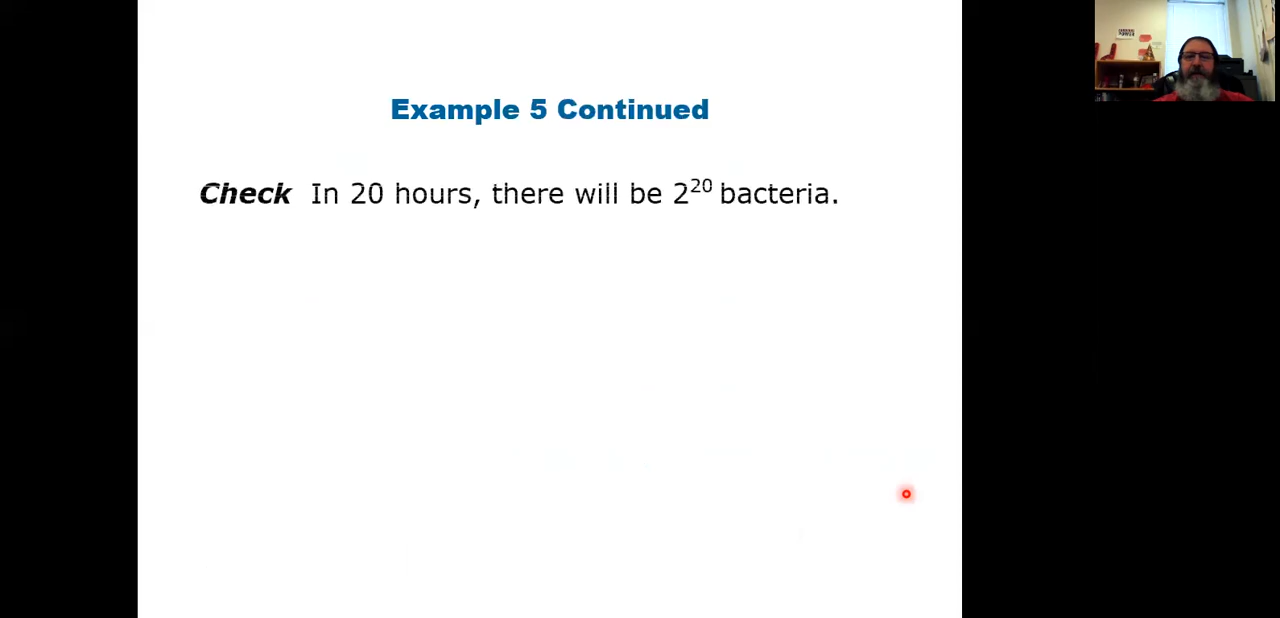 Example 5 Continued
Check In 20 hours, there will be 2²⁰ bacteria.